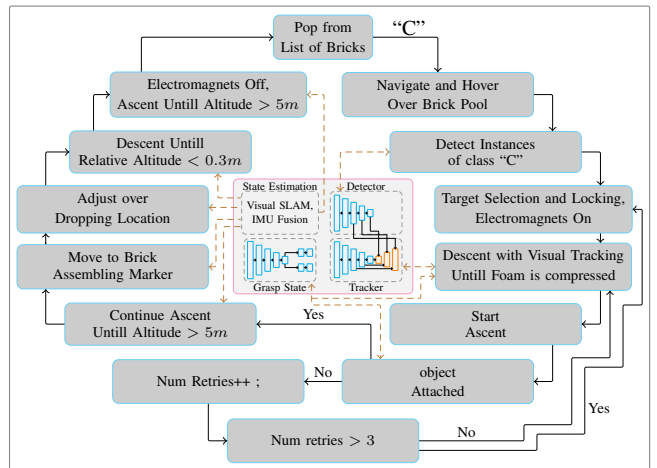 Pop from
List of Bricks
“C”
Navigate and Hover
Over Brick Pool
Detect Instances
of class “C”
Target Selection and Locking,
Electromagnets On
Descent with Visual Tracking
Untill Foam is compressed
Start
Ascent
object
Attached
Yes
No
Continue Ascent
Untill Altitude > 5m
Move to Brick
Assembling Marker
Adjust over
Dropping Location
Descent Untill
Relative Altitude < 0.3m
Electromagnets Off,
Ascent Untill Altitude > 5m
Num Retries++ ;
Num retries > 3
No
Yes
State Estimation
Visual SLAM,
IMU Fusion
Detector
Grasp State
Tracker